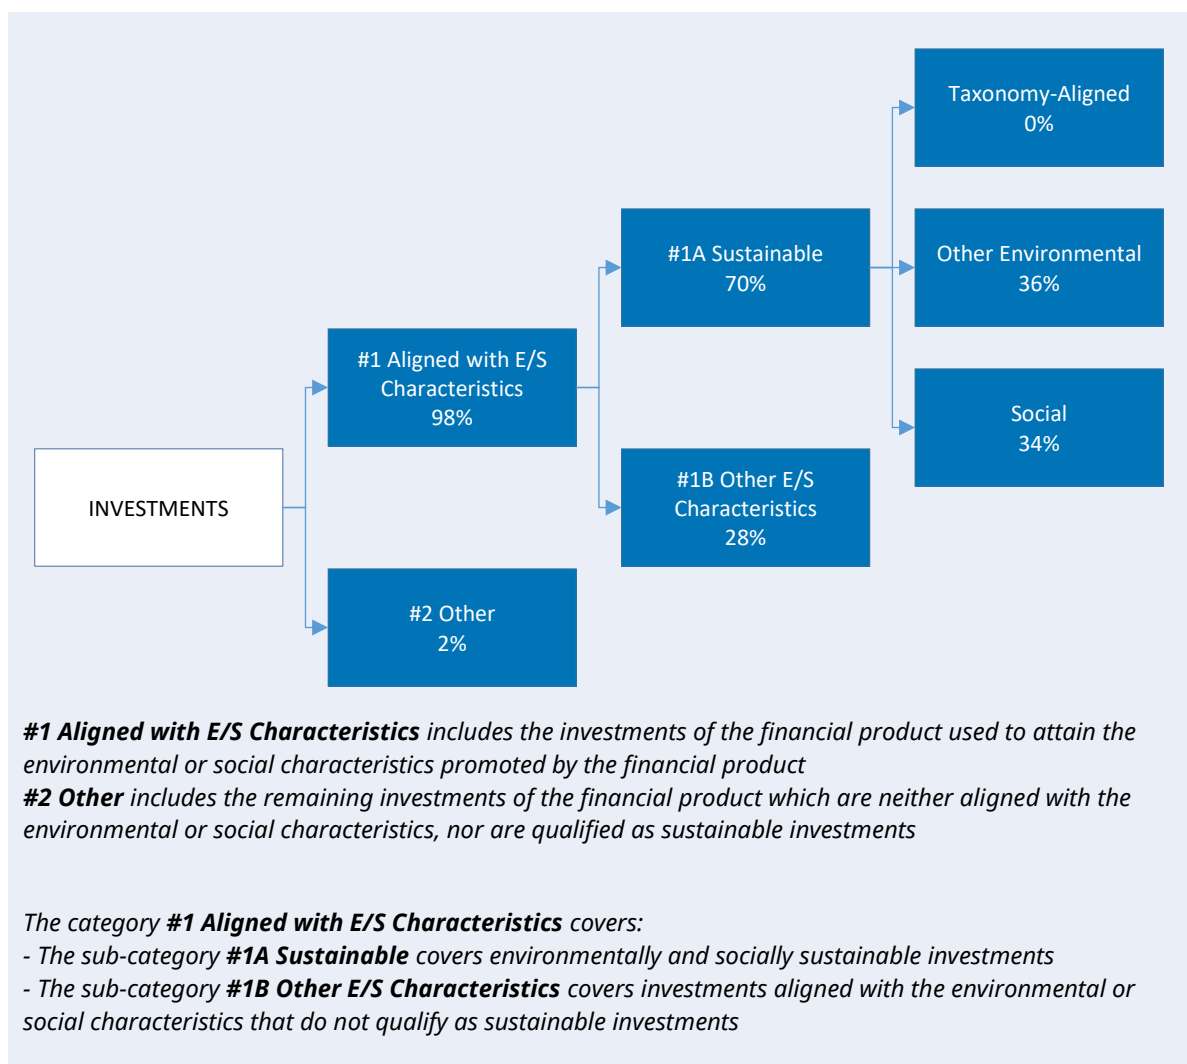 Taxonomy-Aligned
0%
#1A Sustainable
70%
Other Environmental
36%
#1 Aligned with E/S
Characteristics
98%
Social
34%
INVESTMENTS
#1B Other E/S
Characteristics
28%
#2 Other
2%
#1 Aligned with E/S Characteristics includes the investments of the financial product used to attain the
environmental or social characteristics promoted by the financial product
#2 Other includes the remaining investments of the financial product which are neither aligned with the
environmental or social characteristics, nor are qualified as sustainable investments
The category #1 Aligned with E/S Characteristics covers:
- The sub-category #1A Sustainable covers environmentally and socially sustainable investments
- The sub-category #1B Other E/S Characteristics covers investments aligned with the environmental or
social characteristics that do not qualify as sustainable investments